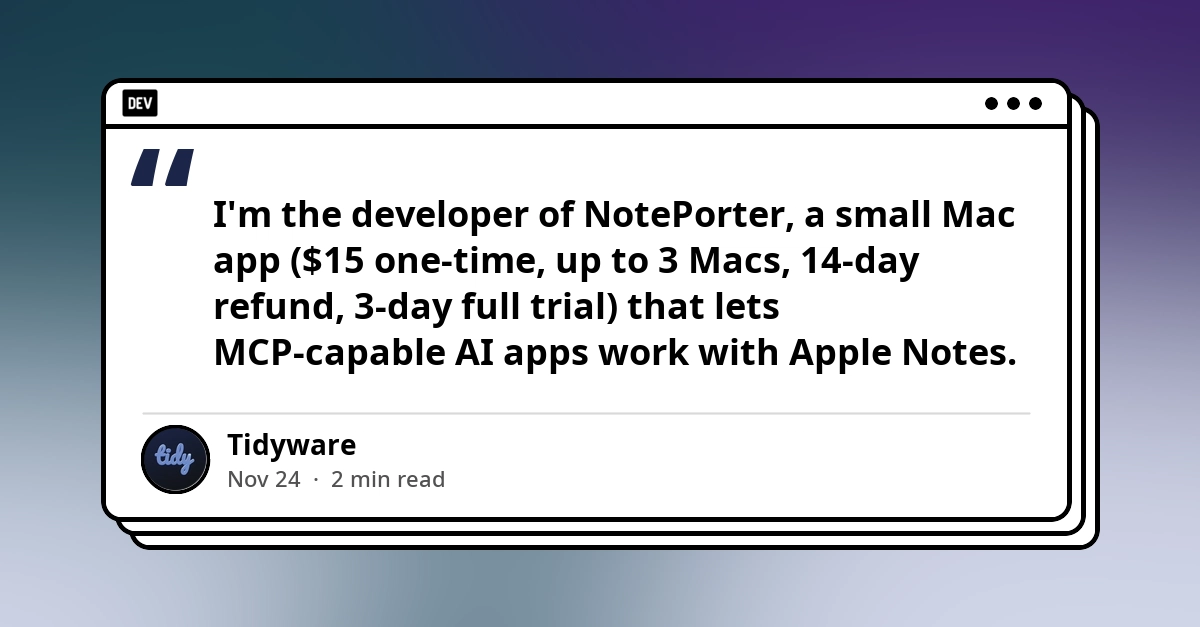 DEV
“
I'm the developer of NotePorter, a small Mac
app ($15 one-time, up to 3 Macs, 14-day
refund, 3-day full trial) that lets
MCP-capable AI apps work with Apple Notes.
tidy
Tidyware
Nov 24 · 2 min read